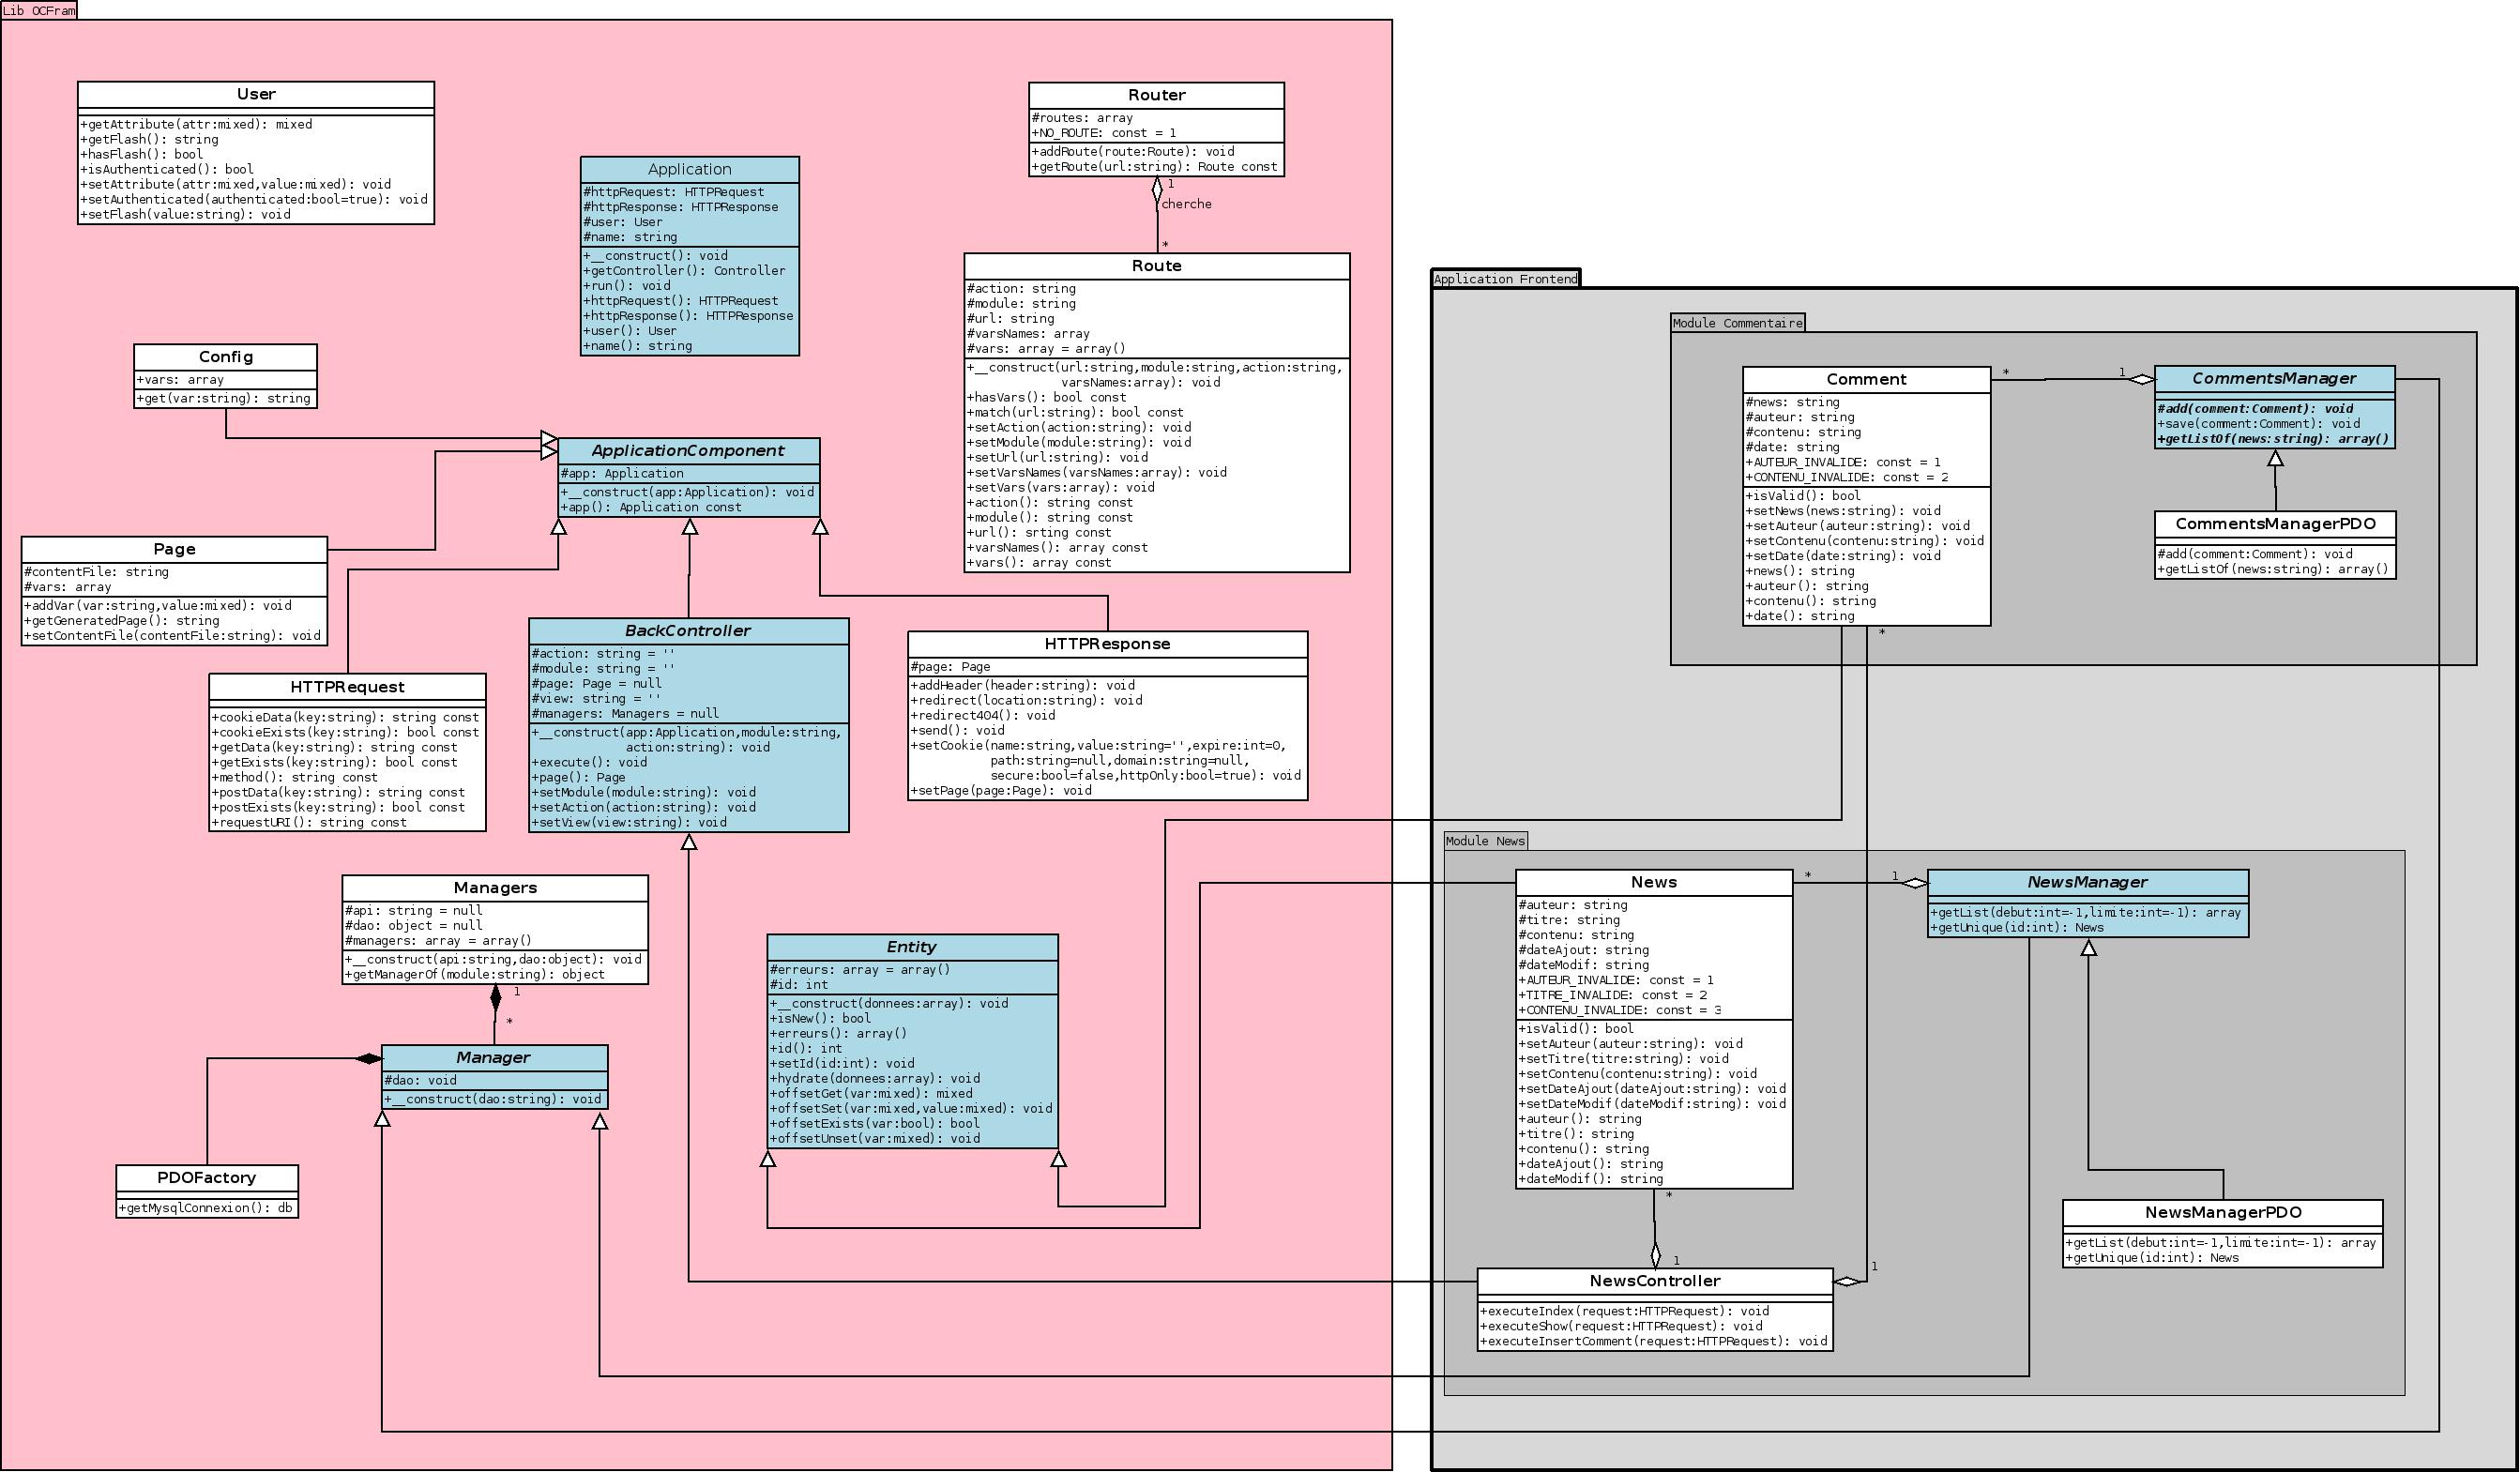 Lib OCFram
User
+getAttribute(attr:mixed): mixed
+getFlash(): string
+hasFlash(): bool
+isAuthenticated(): bool
+setAttribute(attr:mixed,value:mixed): void
+setAuthenticated(authenticated:bool=true): void
+setFlash(value:string): void
Application
#httpRequest: HTTPRequest
#httpResponse: HTTPResponse
#user: User
#name: string
+__construct(): void
+getController(): Controller
+run(): void
+httpRequest(): HTTPRequest
+httpResponse(): HTTPResponse
+user(): User
+name(): string
Router
#routes: array
+NO_ROUTE: const = 1
+addRoute(route:Route): void
+getRoute(url:string): Route const
1
cherche
*
Route
#action: string
#module: string
#url: string
#varsNames: array
#vars: array = array()
+__construct(url:string,module:string,action:string,
varsNames:array): void
+hasVars(): bool const
+match(url:string): bool const
+setAction(action:string): void
+setModule(module:string): void
+setUrl(url:string): void
+setVarsNames(varsNames:array): void
+setVars(vars:array): void
+action(): string const
+module(): string const
+url(): srting const
+varsNames(): array const
+vars(): array const
Config
+vars: array
+get(var:string): string
ApplicationComponent
#app: Application
+__construct(app:Application): void
+app(): Application const
Page
#contentFile: string
#vars: array
+addVar(var:string,value:mixed): void
+getGeneratedPage(): string
+setContentFile(contentFile:string): void
HTTPRequest
+cookieData(key:string): string const
+cookieExists(key:string): bool const
+getData(key:string): string const
+getExists(key:string): bool const
+method(): string const
+postData(key:string): string const
+postExists(key:string): bool const
+requestURI(): string const
BackController
#action: string = ''
#module: string = ''
#page: Page = null
#view: string = ''
#managers: Managers = null
+__construct(app:Application,module:string,
action:string): void
+execute(): void
+page(): Page
+setModule(module:string): void
+setAction(action:string): void
+setView(view:string): void
HTTPResponse
#page: Page
+addHeader(header:string): void
+redirect(location:string): void
+redirect404(): void
+send(): void
+setCookie(name:string,value:string='',expire:int=0,
path:string=null,domain:string=null,
secure:bool=false,httpOnly:bool=true): void
+setPage(page:Page): void
Managers
#api: string = null
#dao: object = null
#managers: array = array()
+__construct(api:string,dao:object): void
+getManagerOf(module:string): object
1
*
Manager
#dao: void
+__construct(dao:string): void
PDOFactory
+getMysqlConnexion(): db
Entity
#erreurs: array = array()
#id: int
+__construct(donnees:array): void
+isNew(): bool
+erreurs(): array()
+id(): int
+setId(id:int): void
+hydrate(donnees:array): void
+offsetGet(var:mixed): mixed
+offsetSet(var:mixed,value:mixed): void
+offsetExists(var:bool): bool
+offsetUnset(var:mixed): void
Application Frontend
Module Commentaire
Comment
#news: string
#auteur: string
#contenu: string
#date: string
+AUTEUR_INVALIDE: const = 1
+CONTENU_INVALIDE: const = 2
+isValid(): bool
+setNews(news:string): void
+setAuteur(auteur:string): void
+setContenu(contenu:string): void
+setDate(date:string): void
+news(): string
+auteur(): string
+contenu(): string
+date(): string
*
1
*
CommentsManager
#add(comment:Comment): void
+save(comment:Comment): void
+getListOf(news:string): array()
CommentsManagerPDO
#add(comment:Comment): void
+getListOf(news:string): array()
Module News
News
#auteur: string
#titre: string
#contenu: string
#dateAjout: string
#dateModif: string
+AUTEUR_INVALIDE: const = 1
+TITRE_INVALIDE: const = 2
+CONTENU_INVALIDE: const = 3
+isValid(): bool
+setAuteur(auteur:string): void
+setTitre(titre:string): void
+setContenu(contenu:string): void
+setDateAjout(dateAjout:string): void
+setDateModif(dateModif:string): void
+auteur(): string
+titre(): string
+contenu(): string
+dateAjout(): string
+dateModif(): string
*
1
NewsManager
+getList(debut:int=-1,limite:int=-1): array
+getUnique(id:int): News
NewsManagerPDO
+getList(debut:int=-1,limite:int=-1): array
+getUnique(id:int): News
*
1
1
NewsController
+executeIndex(request:HTTPRequest): void
+executeShow(request:HTTPRequest): void
+executeInsertComment(request:HTTPRequest): void